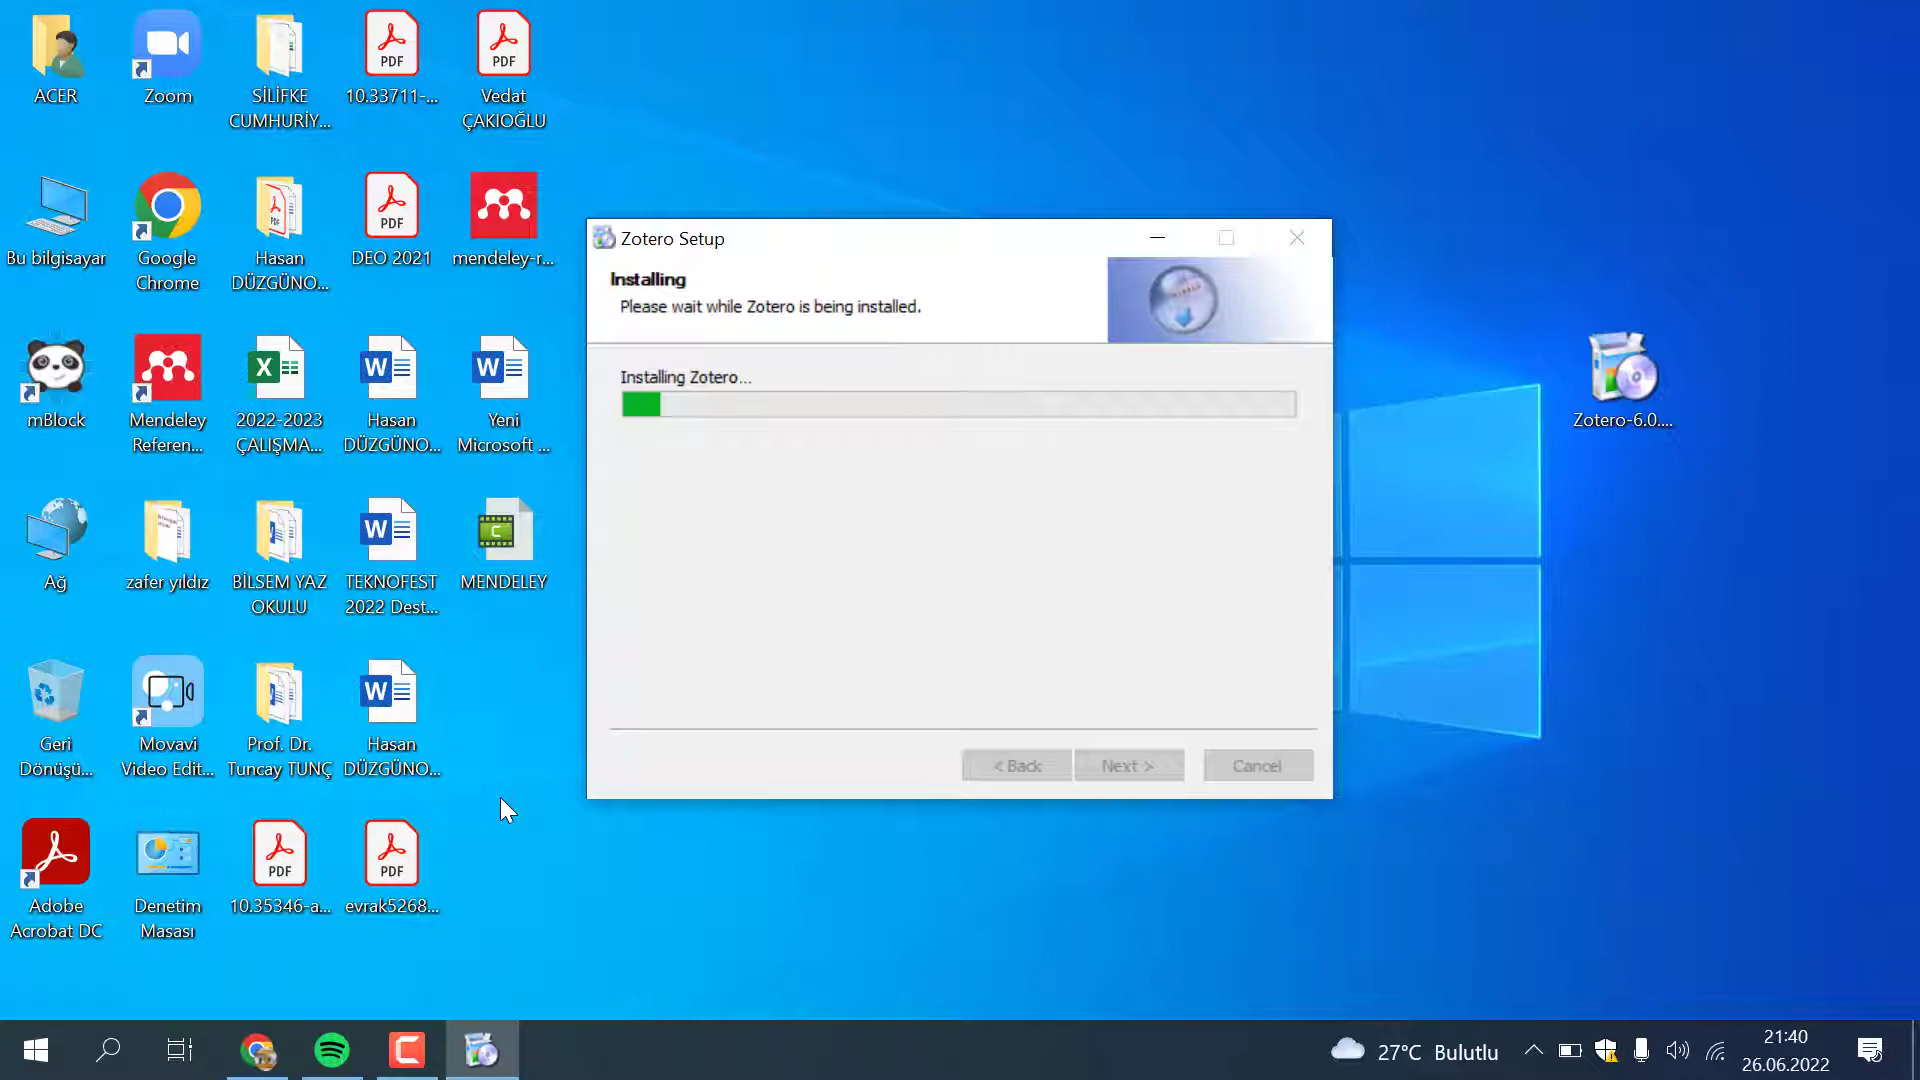 ACER
Zoom
SİLİFKE
CUMHURİY...
PDF
10.33711-...
PDF
Vedat
ÇAKIOĞLU
Bu bilgisayar
Google
Chrome
Hasan
DÜZGÜNO...
PDF
DEO 2021
mendeley-r...
mBlock
Mendeley
Referen...
X
2022-2023
ÇALIŞMA...
W
Hasan
DÜZGÜNO...
W
Yeni
Microsoft ...
Ağ
zafer yıldız
BİLSEM YAZ
OKULU
W
TEKNOFEST
2022 Dest...
C
MENDELEY
Geri
Dönüşü...
Movavi
Video Edit...
Prof. Dr.
Tuncay TUNÇ
W
Hasan
DÜZGÜNO...
Adobe
Acrobat DC
Denetim
Masası
PDF
10.35346-a...
PDF
evrak5268...
Zotero Setup
Installing
Please wait while Zotero is being installed.
Installing Zotero...
< Back
Next >
Cancel
Zotero-6.0....
27°C Bulutlu
21:40
26.06.2022